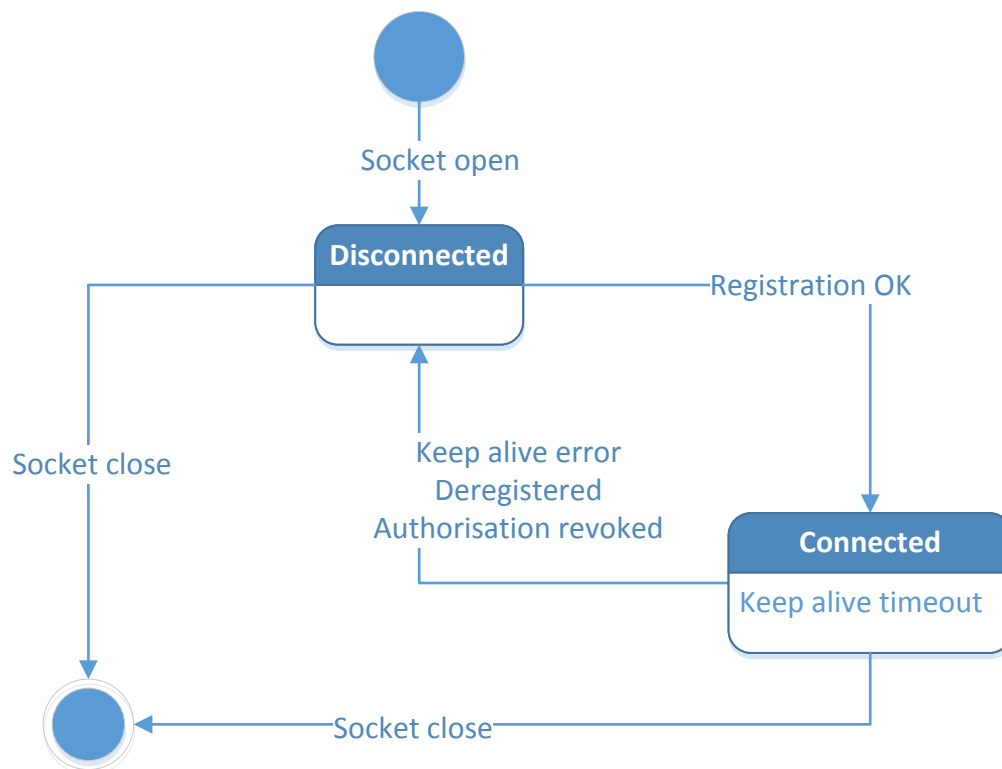 Socket open
Disconnected
Registration OK
Socket close
Keep alive error
Deregistered
Authorisation revoked
Connected
Keep alive timeout
Socket close